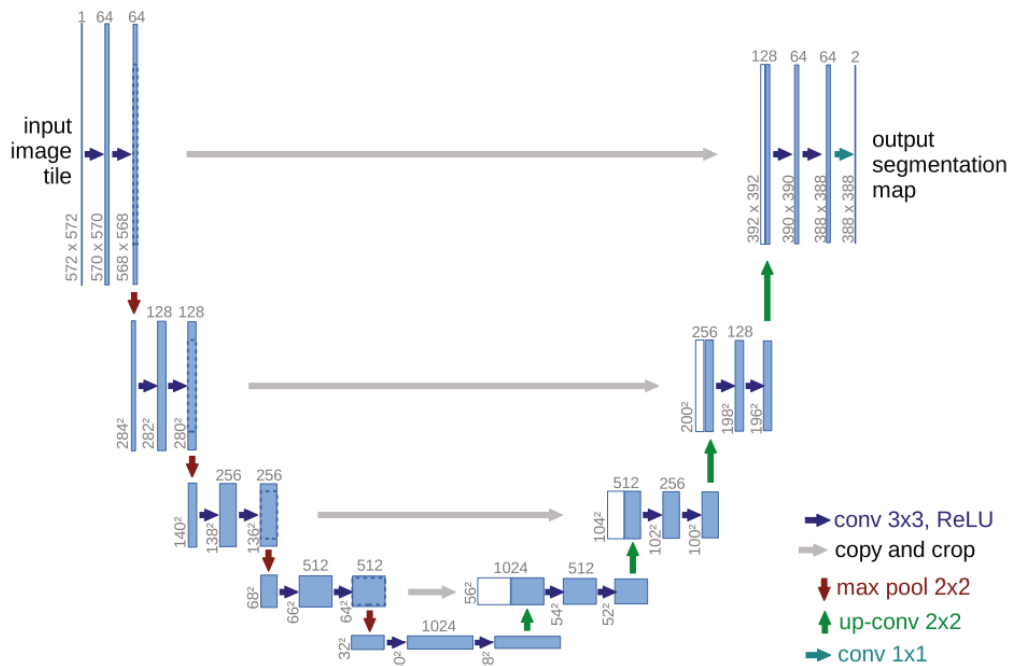 1 64 64
128 64 64 2
input
image
tile
output
segmentation
map
572 x 572
570 x 570
568 x 568
392 x 392
390 x 390
388 x 388
388 x 388
128 128
256 128
284²
282²
280²
200²
198²
196²
256 256
512 256
140²
138²
136²
104²
102²
100²
conv 3x3, ReLU
copy and crop
max pool 2x2
up-conv 2x2
conv 1x1
512 512
1024 512
68²
66²
64²
56²
54²
52²
1024
32²
0²
8²